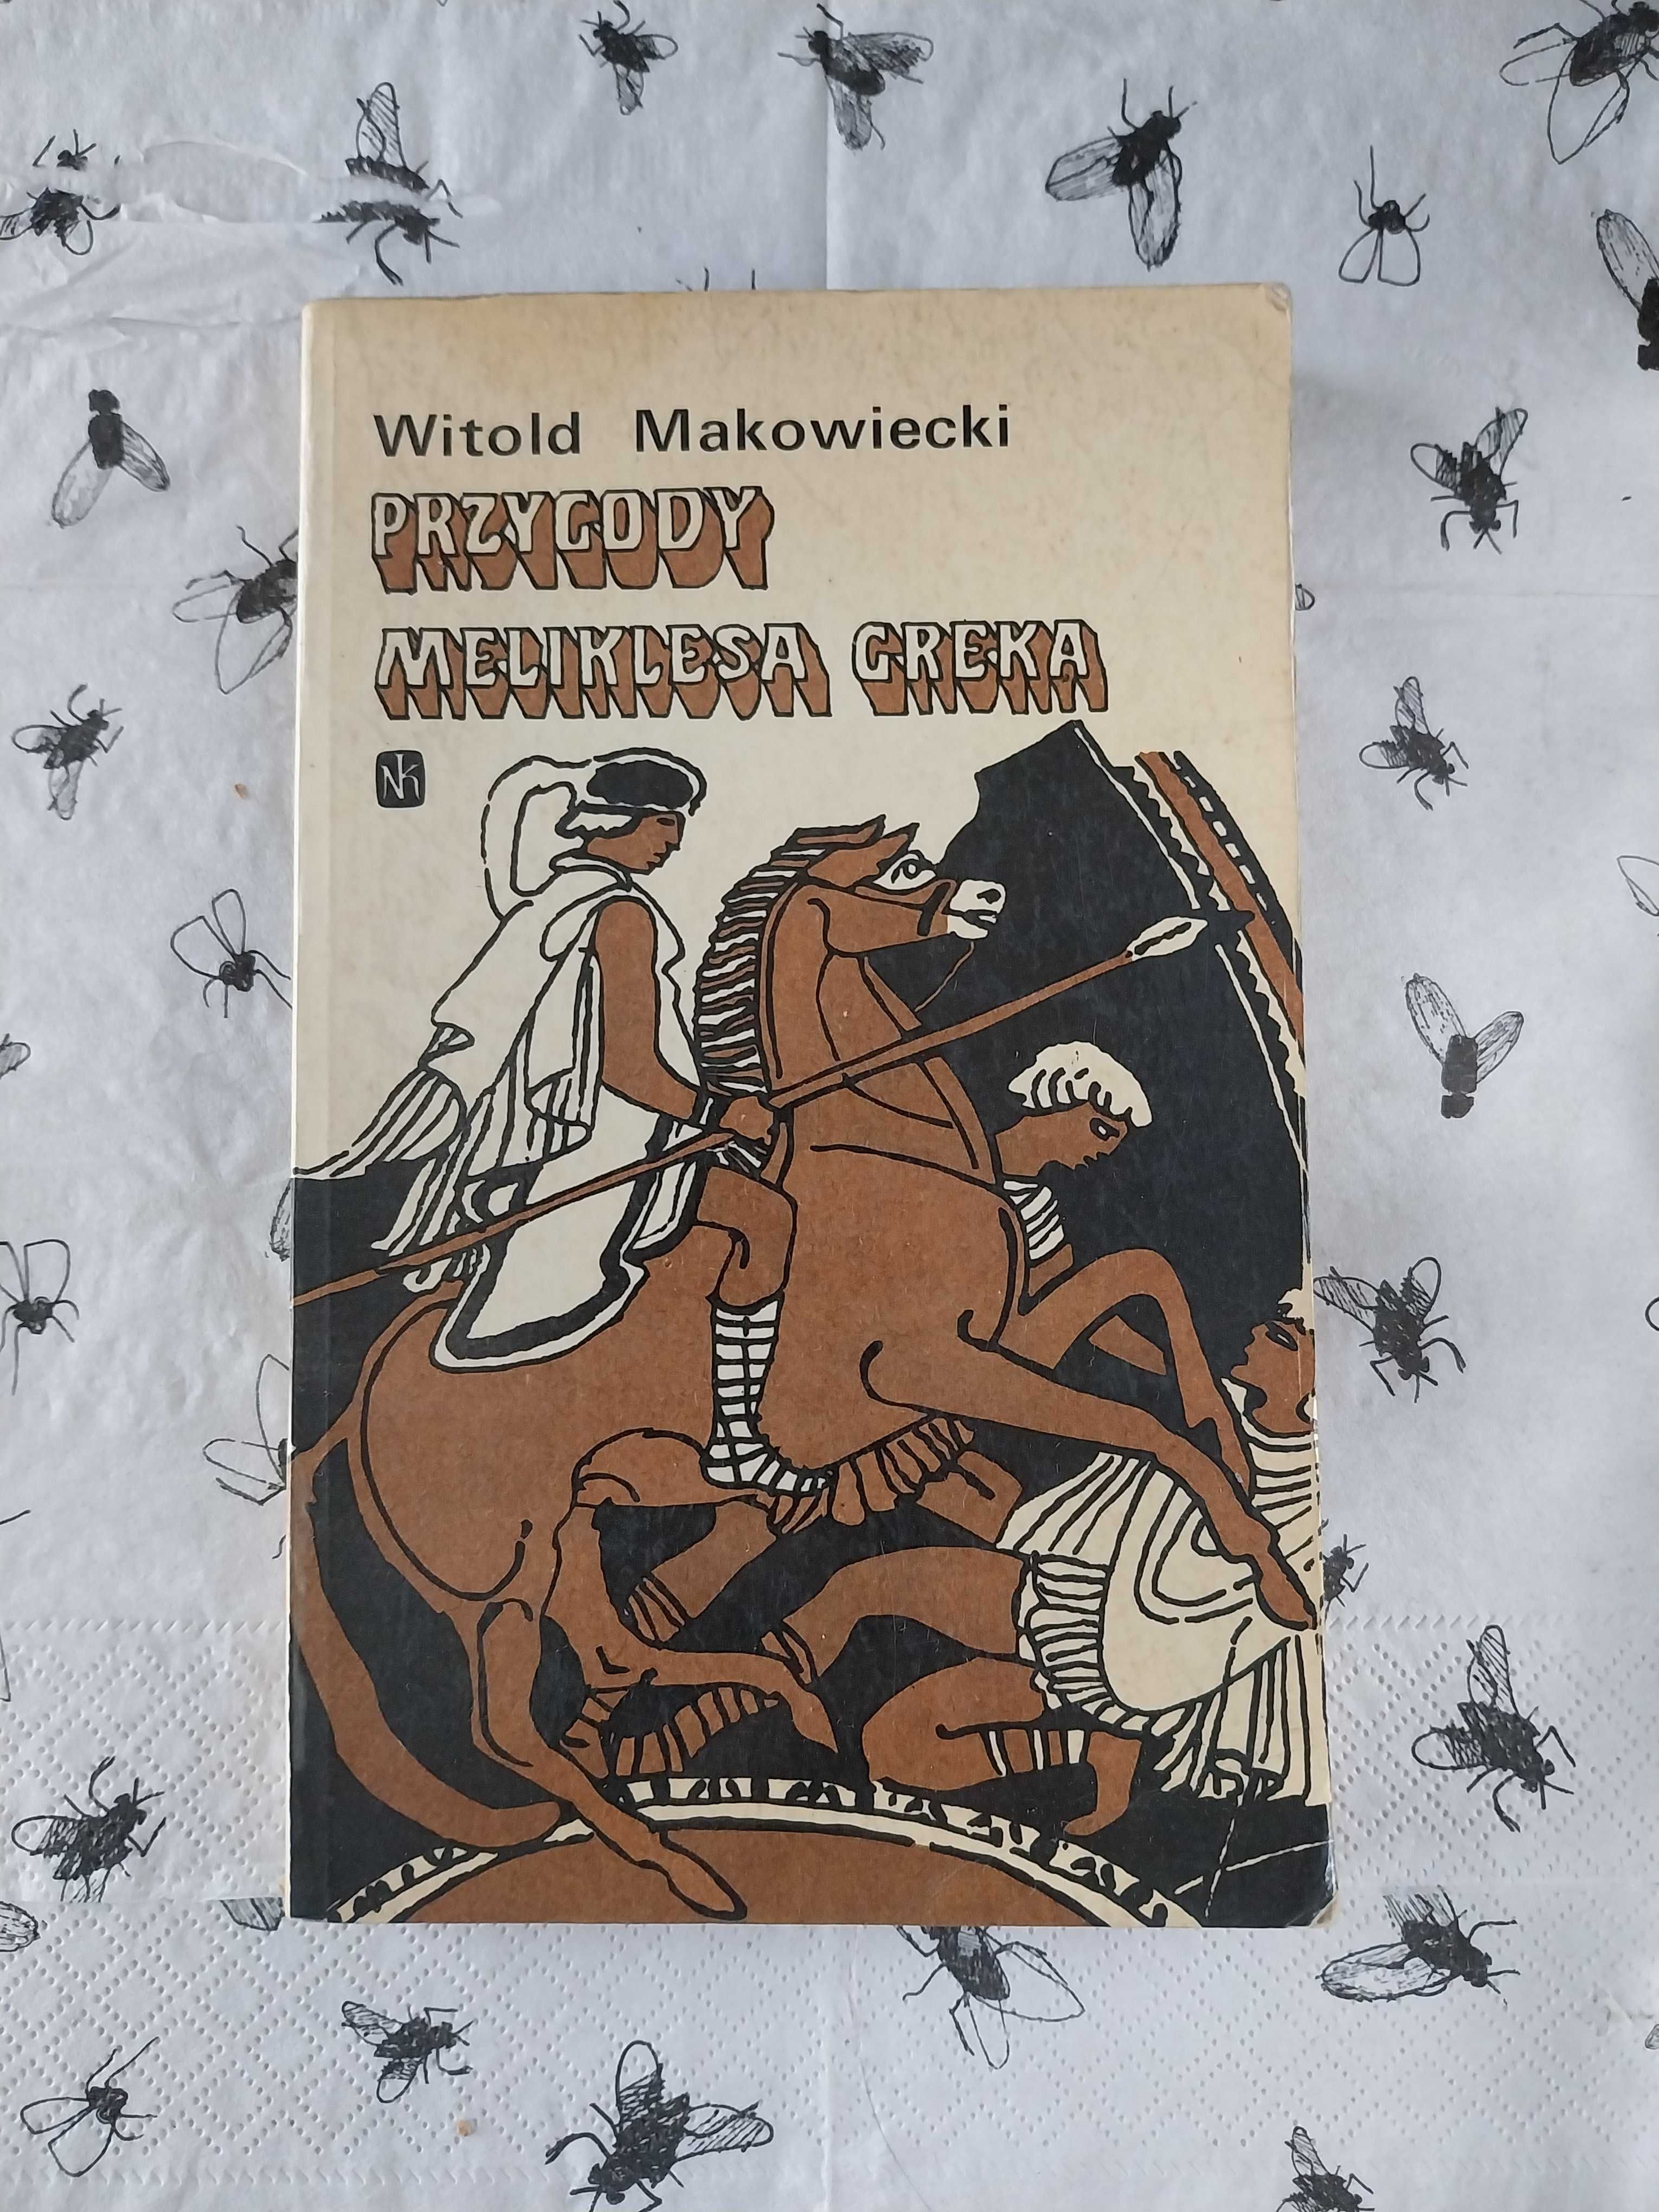 Witold Makowiecki
PRZYGODY
MELIKLESA GREKA
NK